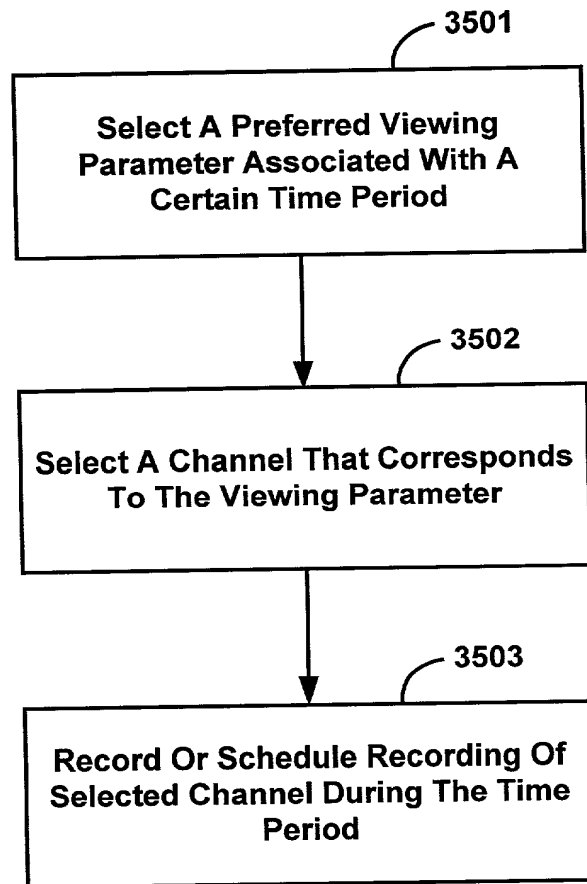 3501
Select A Preferred Viewing
Parameter Associated With A
Certain Time Period
3502
Select A Channel That Corresponds
To The Viewing Parameter
3503
Record Or Schedule Recording Of
Selected Channel During The Time
Period